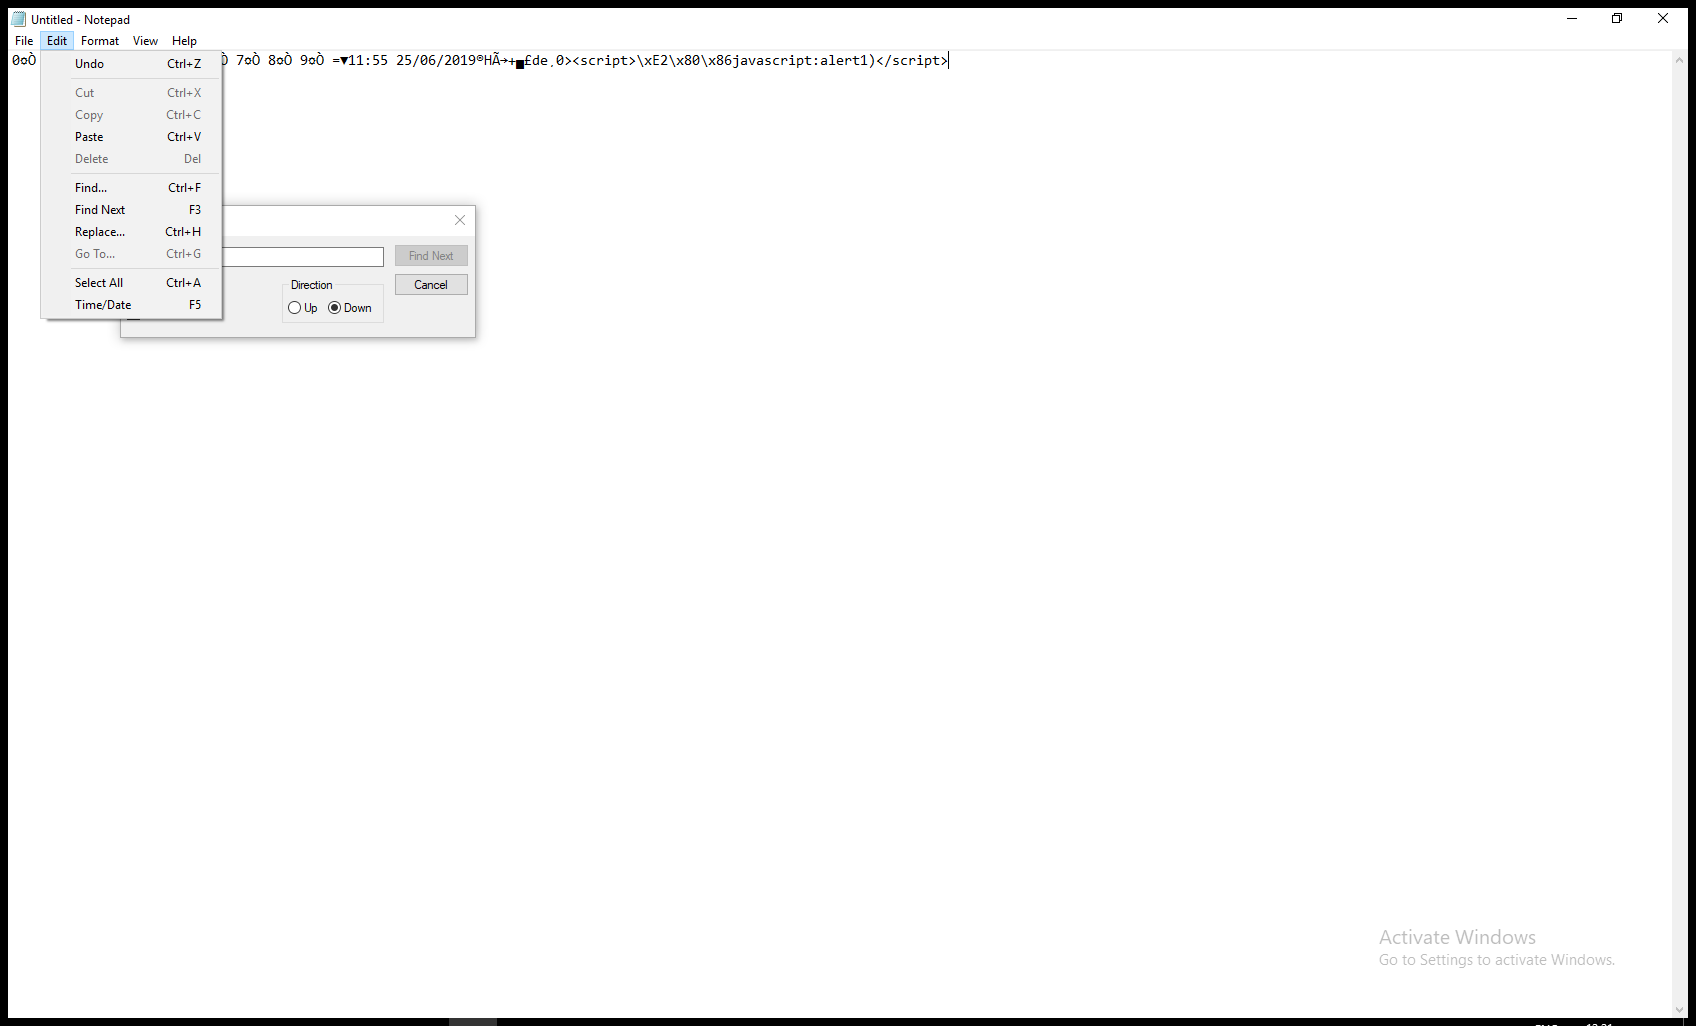 Untitled - Notepad
File Edit Format View Help
7¤Ò 8¤Ò 9¤Ò =▼11:55 25/06/2019®HÃ→+▄£de¸0><script>\xE2\x80\x86javascript:alert1)</script>
0¤Ò
Undo Ctrl+Z
Cut Ctrl+X
Copy Ctrl+C
Paste Ctrl+V
Delete Del
Find... Ctrl+F
Find Next F3
Replace... Ctrl+H
Go To... Ctrl+G
Select All Ctrl+A
Time/Date F5
Find Next
Direction
Cancel
Up Down
Activate Windows
Go to Settings to activate Windows.